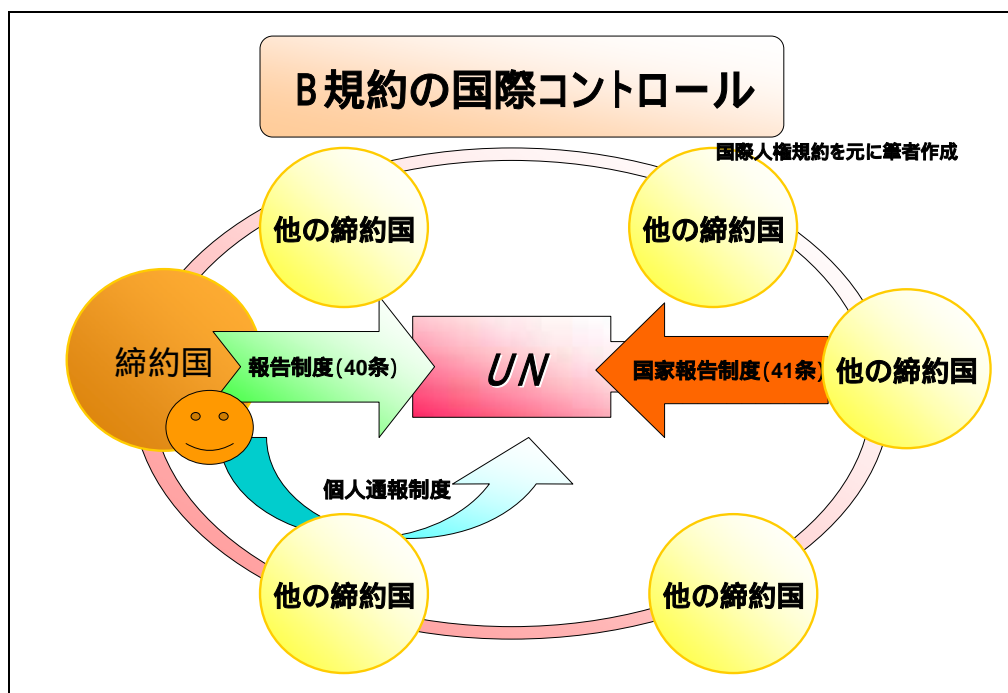 B規約の国際コントロール
国際人権規約を元に筆者作成
他の締約国
他の締約国
締約国
報告制度(40条)
UN
国家報告制度(41条)
他の締約国
個人通報制度
他の締約国
他の締約国